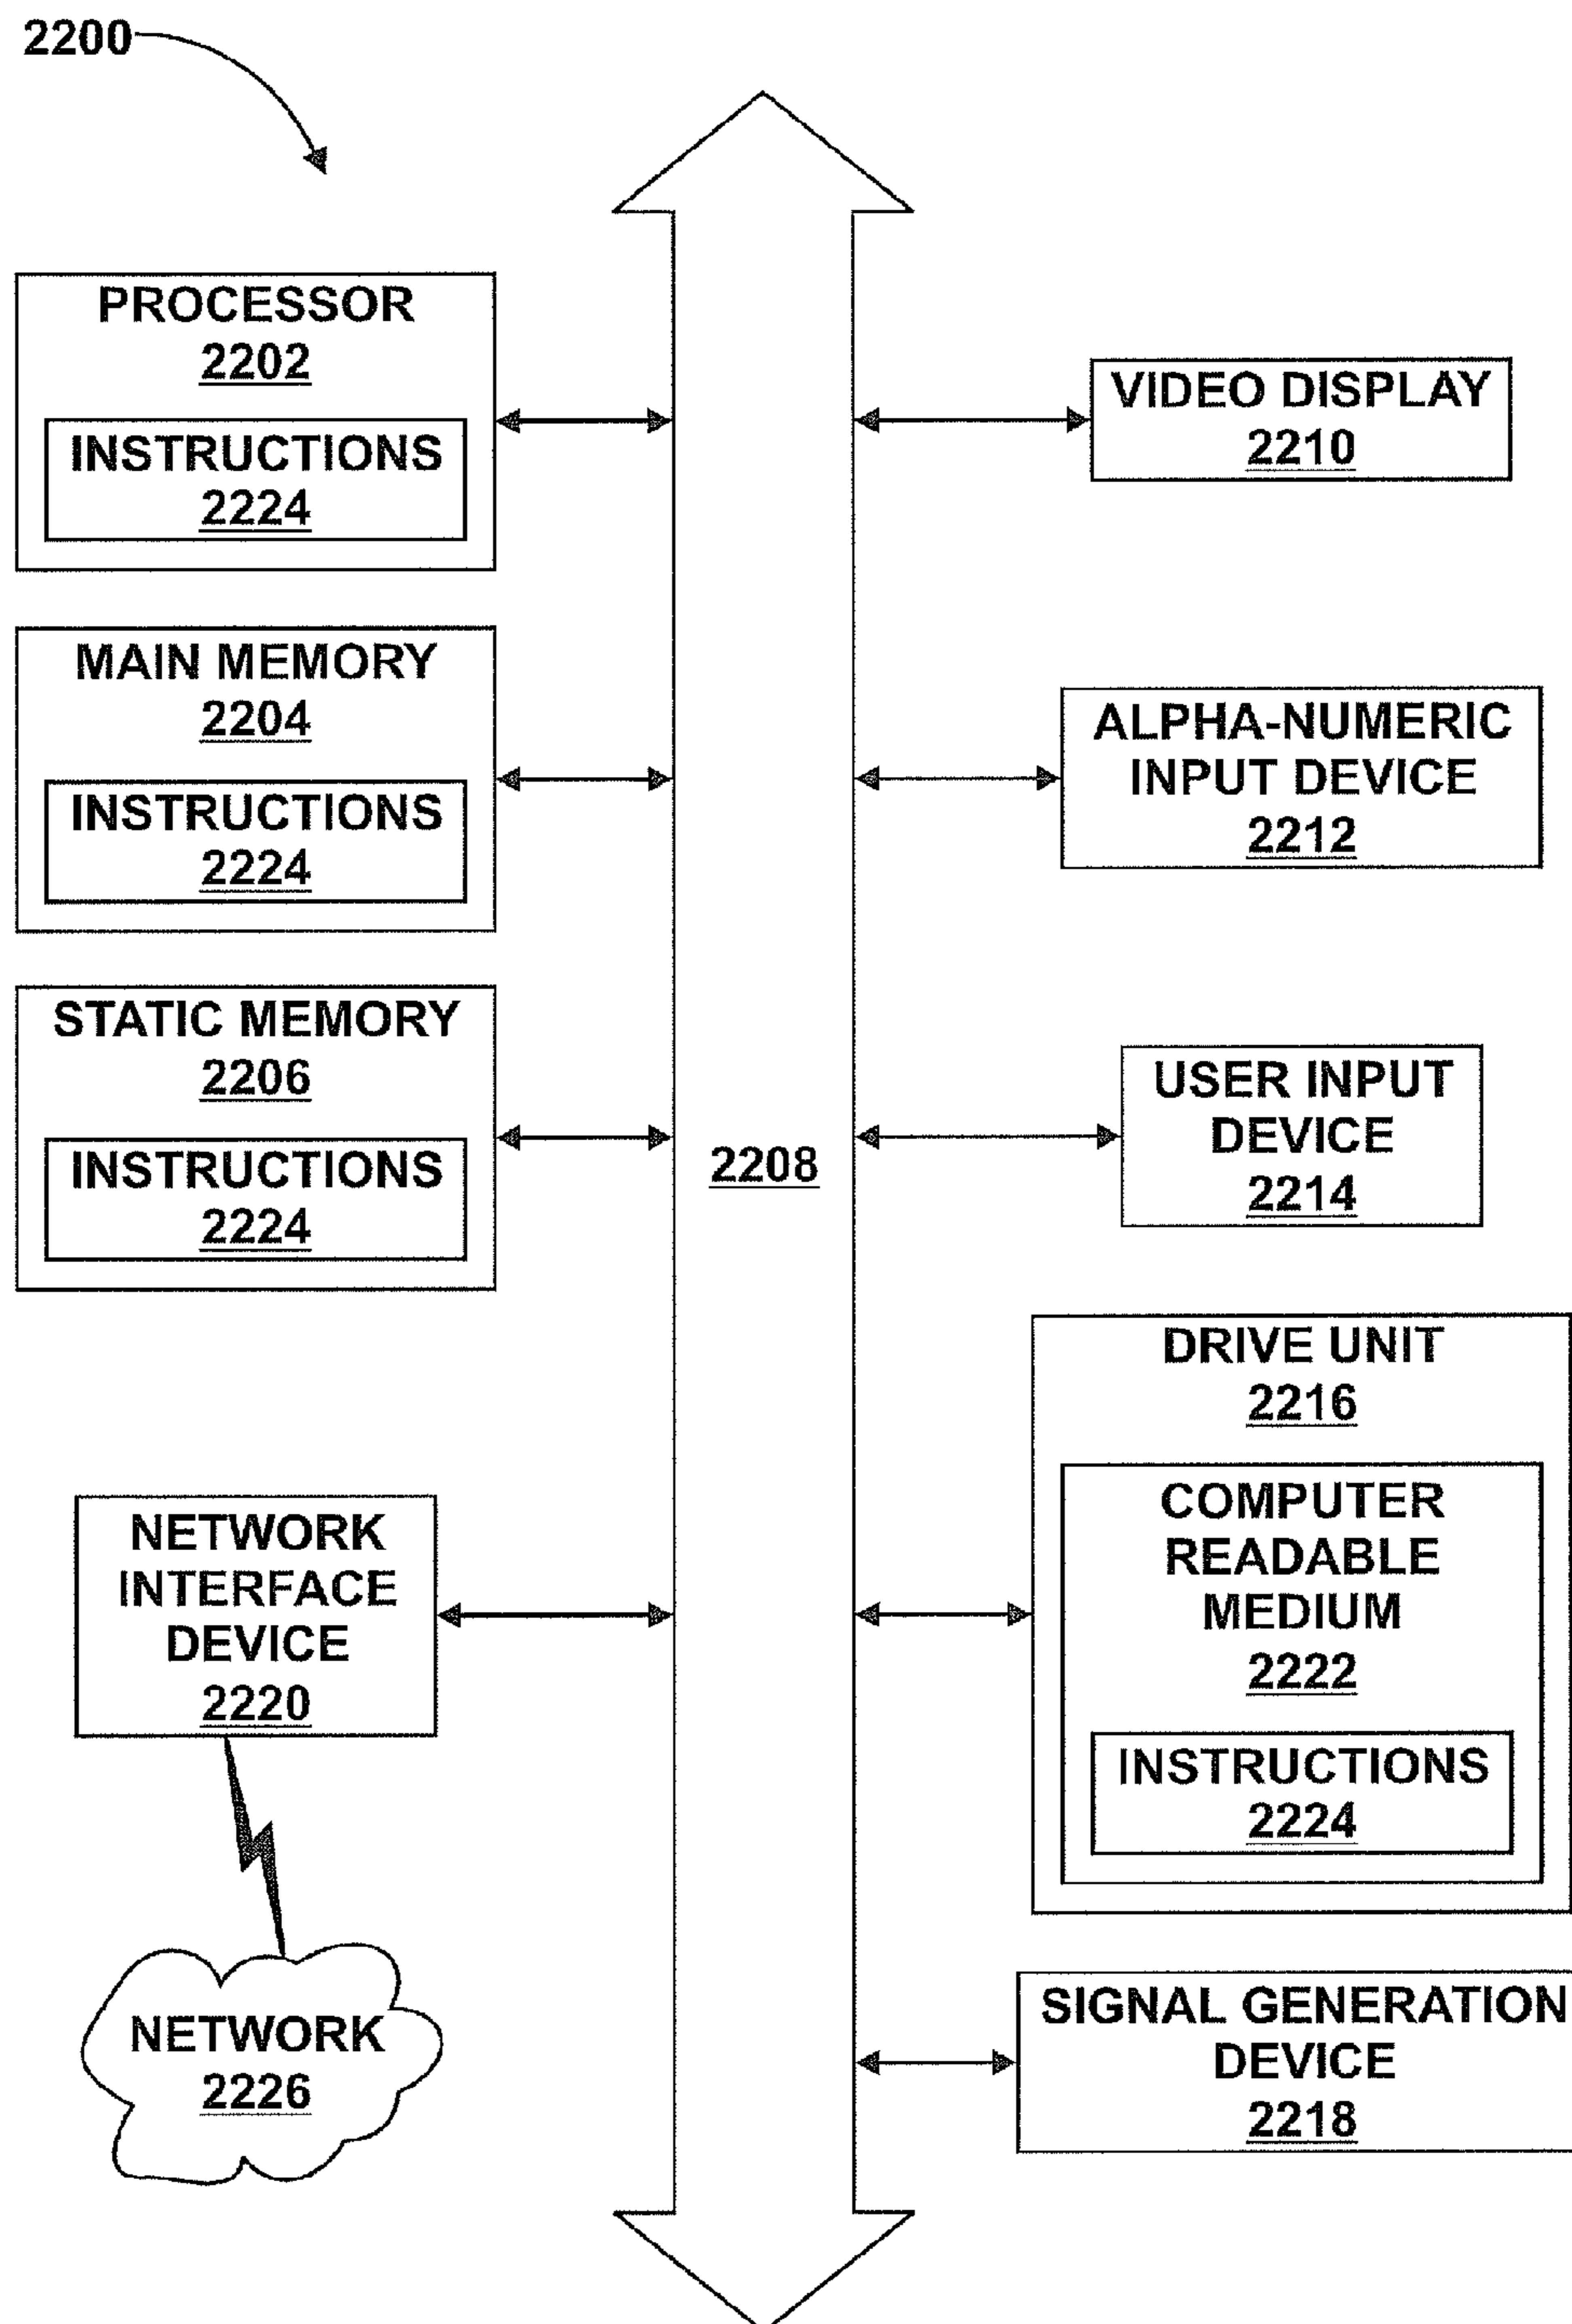 2200
PROCESSOR
2202
INSTRUCTIONS
2224
MAIN MEMORY
2204
INSTRUCTIONS
2224
STATIC MEMORY
2206
INSTRUCTIONS
2224
NETWORK
INTERFACE
DEVICE
2220
NETWORK
2226
2208
VIDEO DISPLAY
2210
ALPHA-NUMERIC
INPUT DEVICE
2212
USER INPUT
DEVICE
2214
DRIVE UNIT
2216
COMPUTER
READABLE
MEDIUM
2222
INSTRUCTIONS
2224
SIGNAL GENERATION
DEVICE
2218